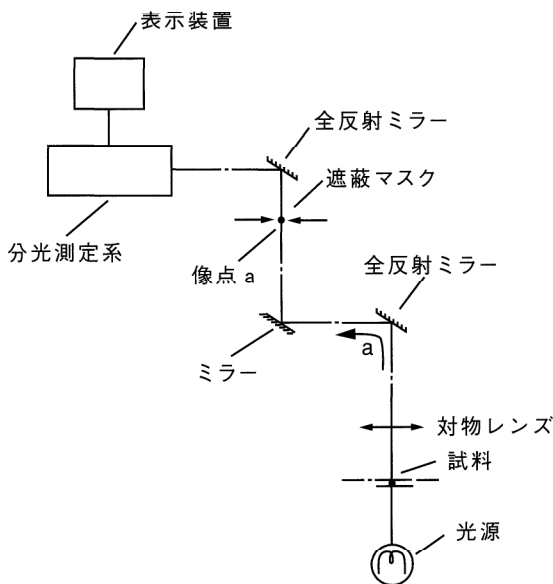 表示装置
全反射ミラー
遮蔽マスク
分光測定系
像点 a
全反射ミラー
ミラー
a
対物レンズ
試料
光源